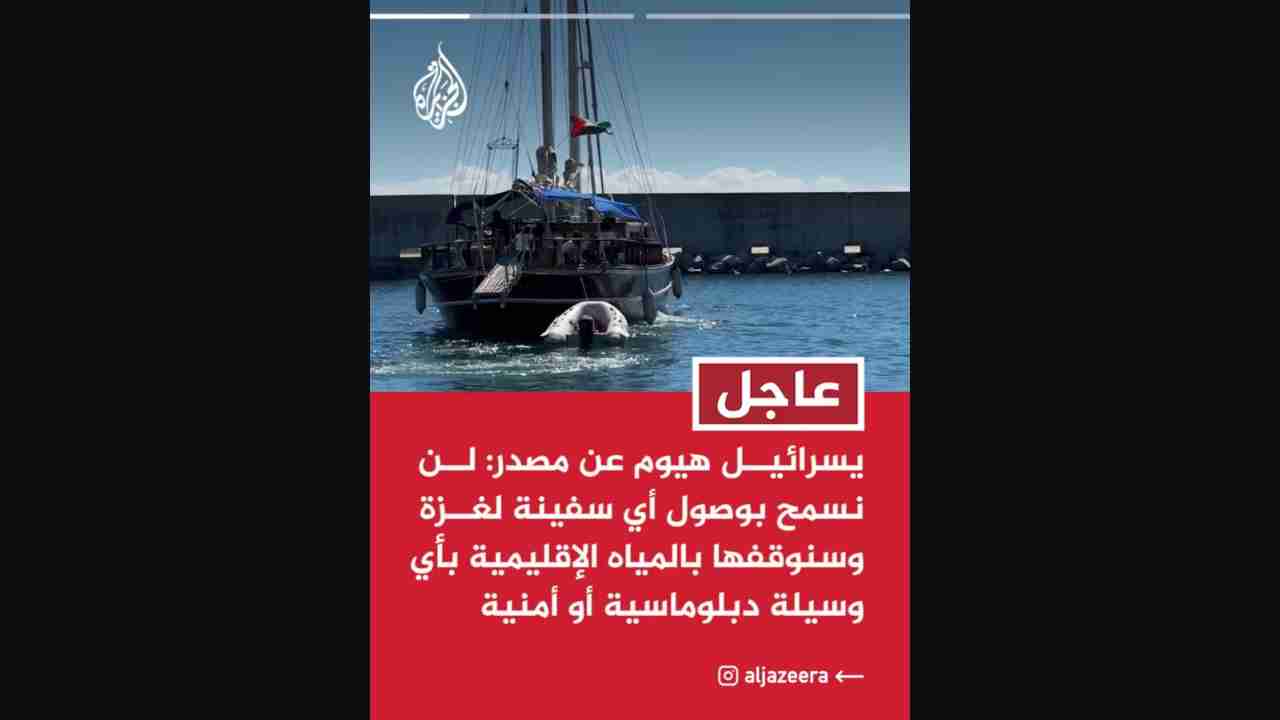 الجزيرة
عاجل
يسرائيل هيوم عن مصدر: لن
نسمح بوصول أي سفينة لغزة
وسنوقفها بالمياه الإقليمية بأي
وسيلة دبلوماسية أو أمنية
aljazeera